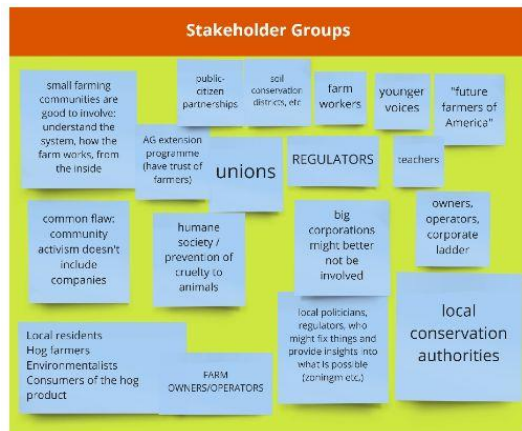 Stakeholder Groups
small farming
communities are
good to involve:
understand the
system, how the
farm works, from
the inside
public-
citizen
partnerships
soil
conservation
districts, etc
farm
workers
younger
voices
"future
farmers of
America"
AG extension
programme
(have trust of
farmers)
unions
REGULATORS
teachers
common flaw:
community
activism doesn't
include
companies
humane
society /
prevention of
cruelty to
animals
big
corporations
might better
not be
involved
owners,
operators,
corporate
ladder
Local residents
Hog farmers
Environmentalists
Consumers of the hog
product
FARM
OWNERS/OPERATORS
local politicians,
regulators, who
might fix things and
provide insights into
what is possible
(zoningm etc.)
local
conservation
authorities